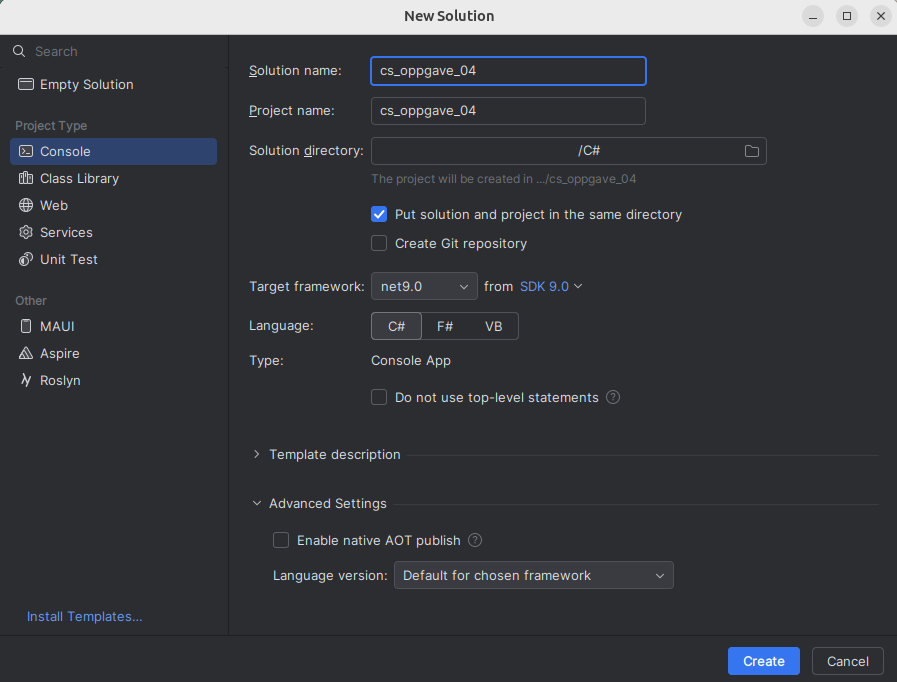 New Solution
Search
Empty Solution
Project Type
Console
Class Library
Web
Services
Unit Test
Other
MAUI
Aspire
Roslyn
Install Templates...
Solution name: cs_oppgave_04
Project name: cs_oppgave_04
Solution directory: /C#
The project will be created in .../cs_oppgave_04
Put solution and project in the same directory
Create Git repository
Target framework: net9.0 from SDK 9.0
Language: C# F# VB
Type: Console App
Do not use top-level statements ?
Template description
Advanced Settings
Enable native AOT publish ?
Language version: Default for chosen framework
Create Cancel